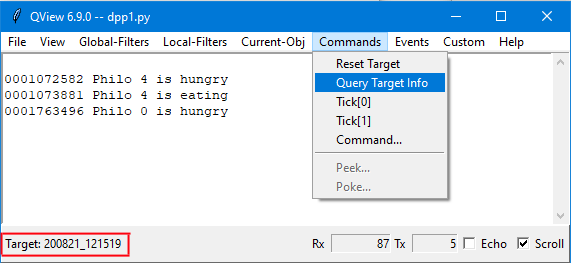 QView 6.9.0 -- dpp1.py
File View Global-Filters Local-Filters Current-Obj Commands Events Custom Help
Reset Target
Query Target Info
Tick[0]
Tick[1]
Command...
Peek...
Poke...
0001072582 Philo 4 is hungry
0001073881 Philo 4 is eating
0001763496 Philo 0 is hungry
Target: 200821_121519 Rx 87 Tx 5 Echo Scroll